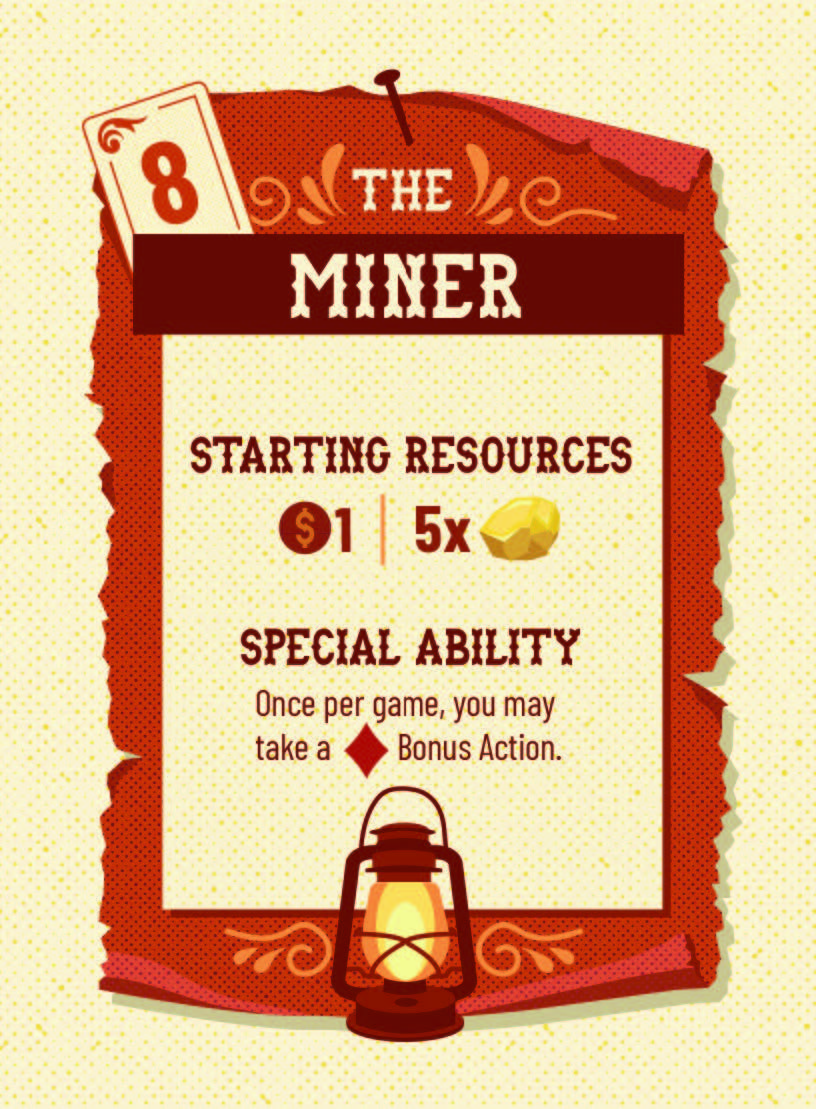 8
THE
MINER
STARTING RESOURCES
$1 | 5x
SPECIAL ABILITY
Once per game, you may
take a ♦ Bonus Action.